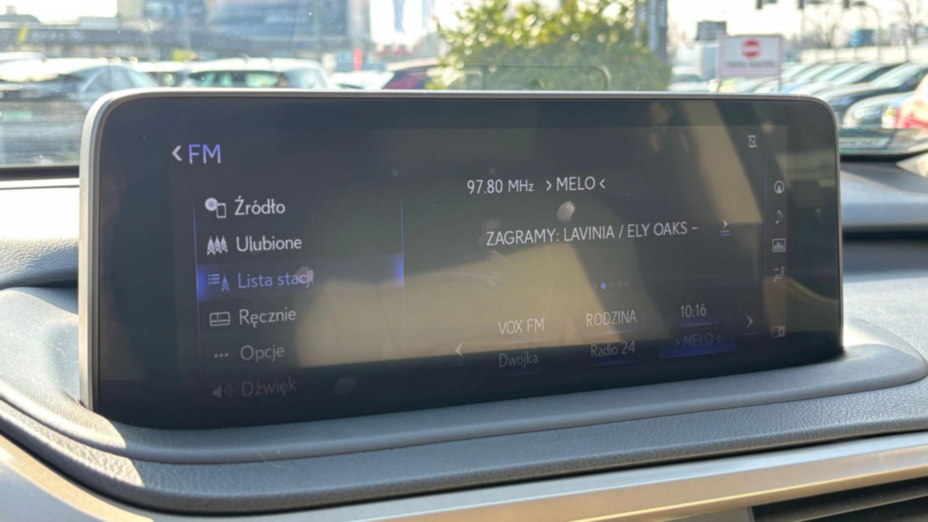 FM
97.80 MHz > MELO <
Źródło
Ulubione
ZAGRAMY: LAVINIA / ELY OAKS –
Lista stacji
Ręcznie
VOX FM RODZINA 10:16
Opcje
Dwojka Radio 24 > MELO <
Dźwięk